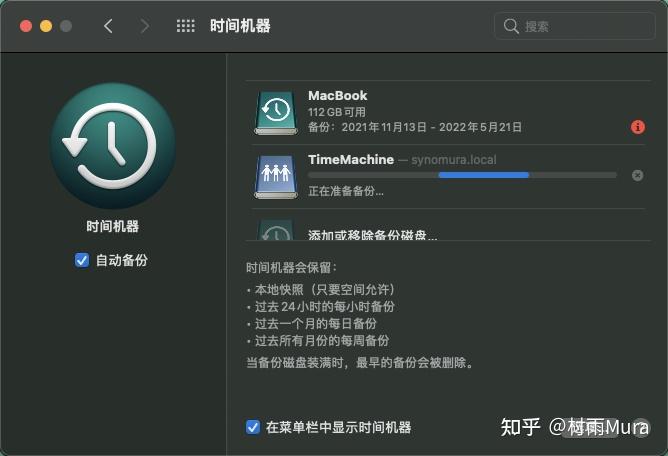 时间机器
搜索
MacBook
112 GB 可用
备份：2021年11月13日 - 2022年5月21日
TimeMachine — synomura.local
正在准备备份...
添加或移除备份磁盘...
时间机器
自动备份
时间机器会保留：
• 本地快照（只要空间允许）
• 过去24小时的每小时备份
• 过去一个月的每日备份
• 过去所有月份的每周备份
当备份磁盘装满时，最早的备份会被删除。
在菜单栏中显示时间机器
知乎 @村雨Mura